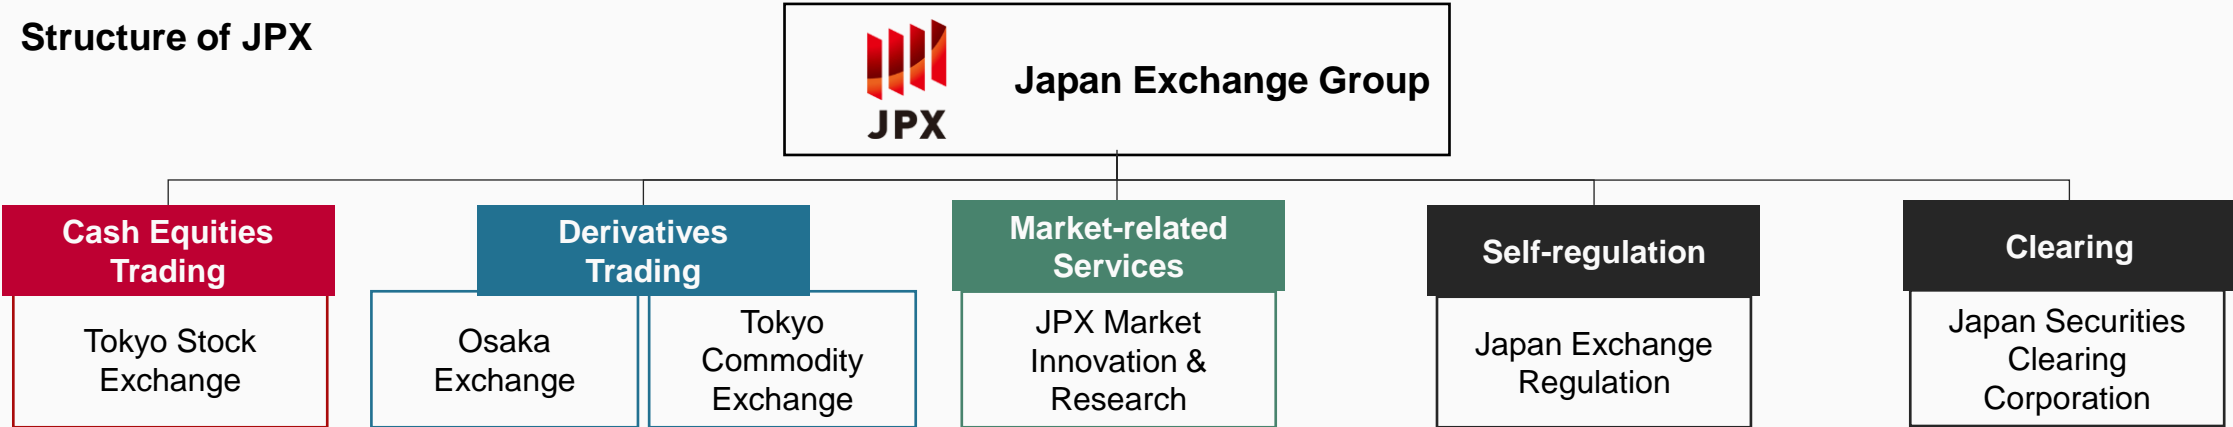 Structure of JPX
JPX
Japan Exchange Group
Cash Equities
Trading
Tokyo Stock
Exchange
Derivatives
Trading
Osaka
Exchange
Tokyo
Commodity
Exchange
Market-related
Services
JPX Market
Innovation &
Research
Self-regulation
Japan Exchange
Regulation
Clearing
Japan Securities
Clearing
Corporation